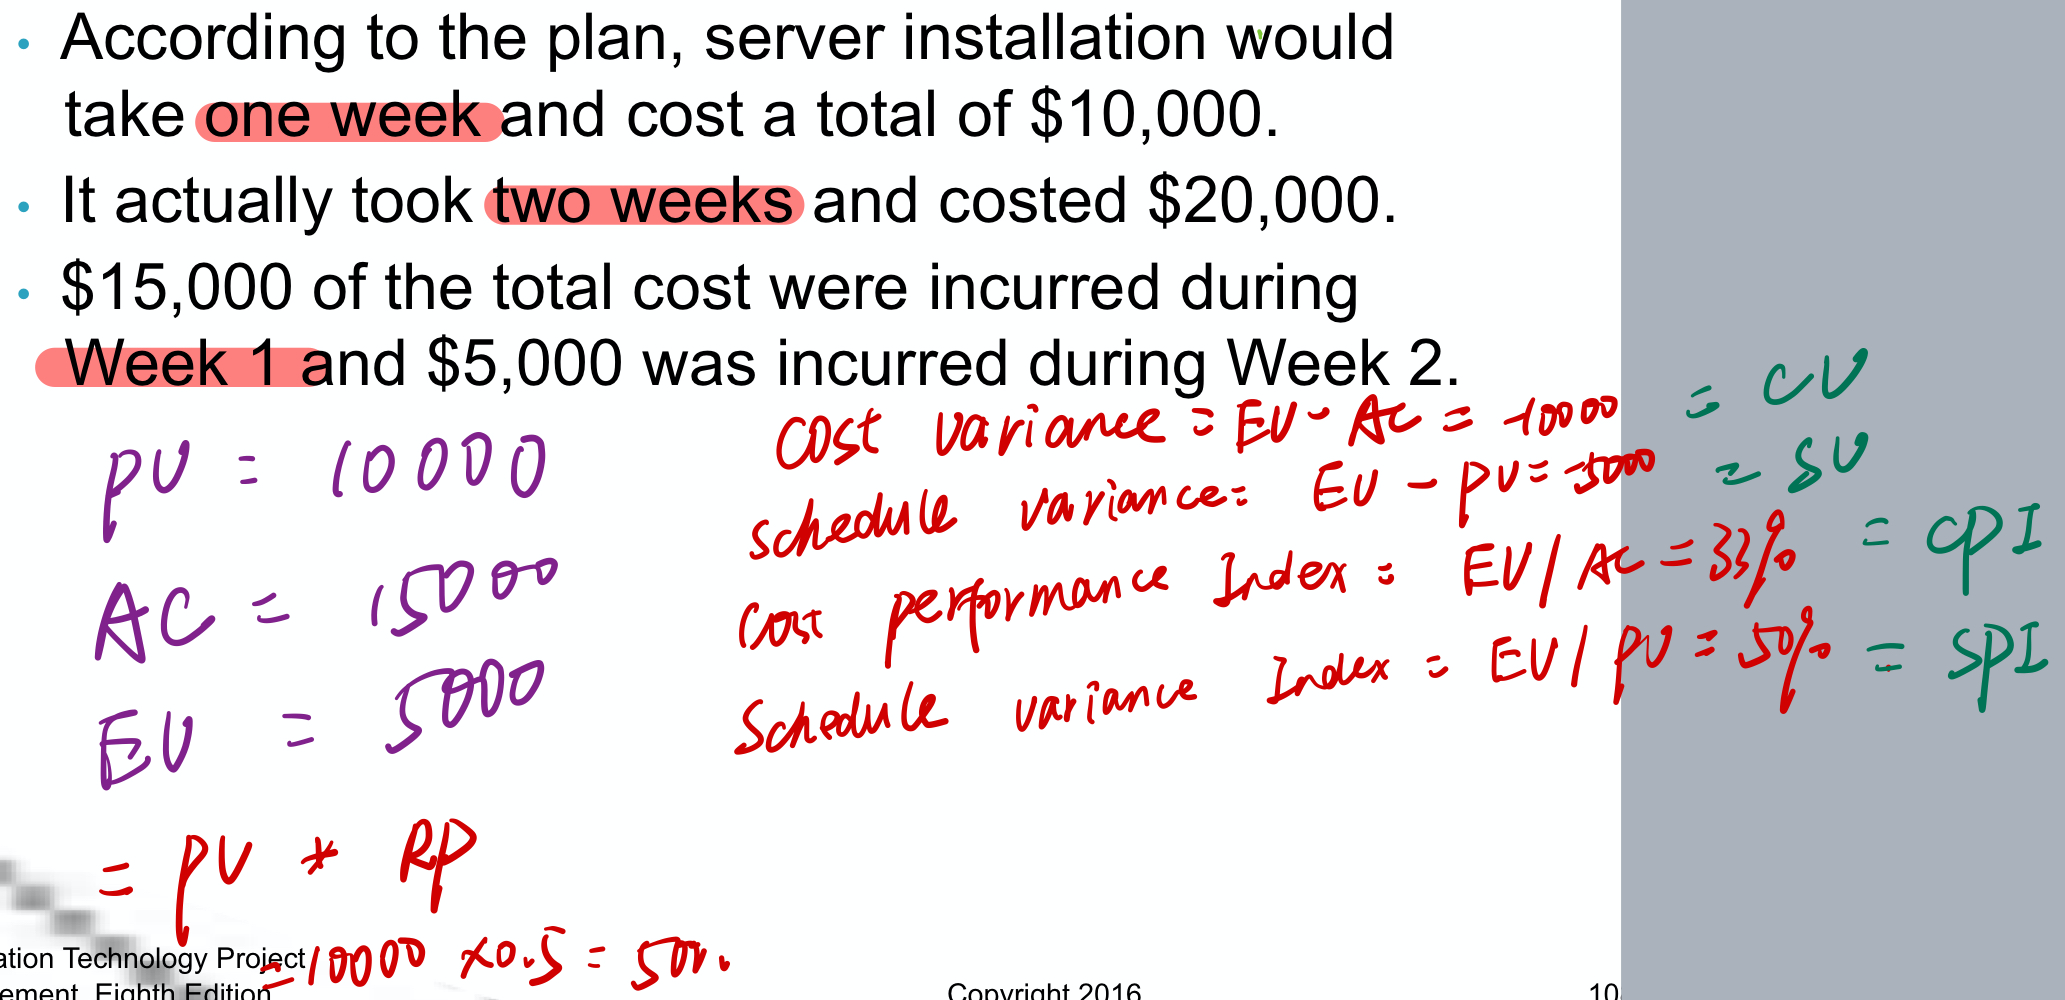 • According to the plan, server installation would
take one week and cost a total of $10,000.
• It actually took two weeks and costed $20,000.
• $15,000 of the total cost were incurred during
Week 1 and $5,000 was incurred during Week 2.
PV = 10000
AC = 15000
EV = 5000
= PV * RP
= 10000 x0.5 = 500.
cost variance = EV - AC = -10000 = CV
schedule variance = EV - PV = -5000 = SV
cost performance Index = EV / AC = 33% = CPI
Schedule variance Index = EV / PV = 50% = SPI
ation Technology Project
ement, Eighth Edition
Copyright 2016
10